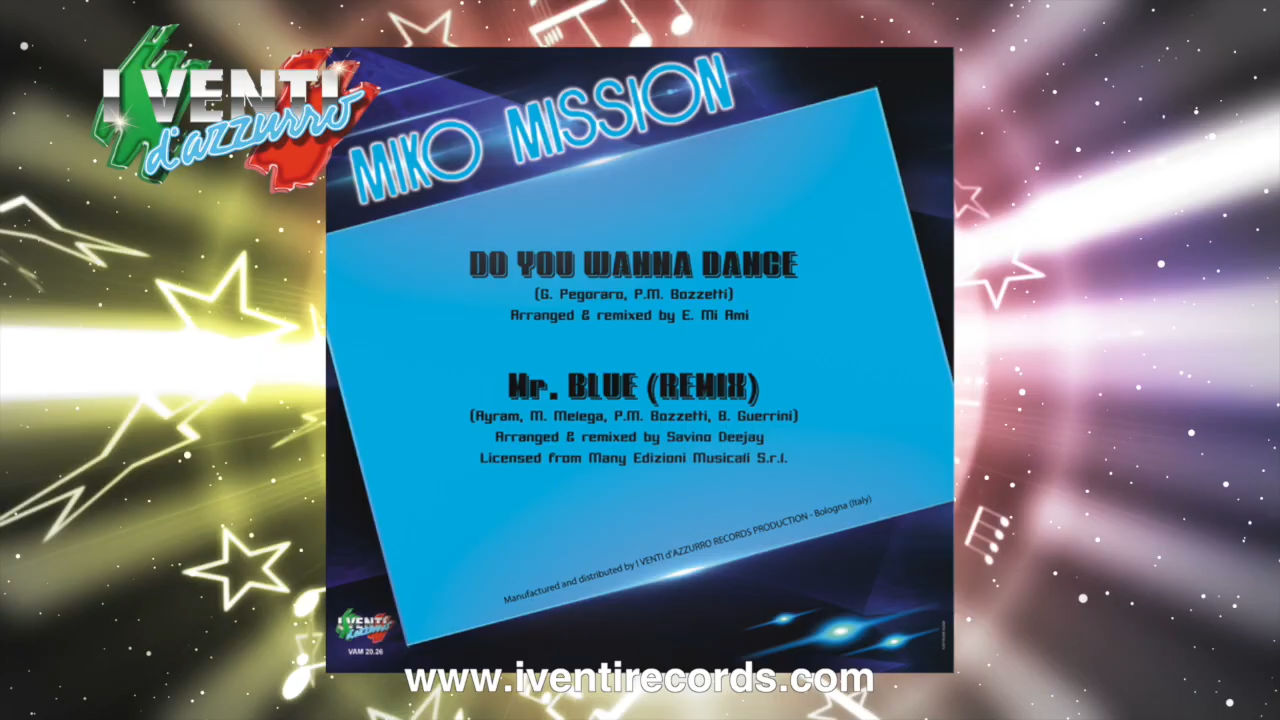 I VENTI
d'azzurro
MIKO MISSION
DO YOU WANNA DANCE
(G. Pegoraro, P.M. Bozzetti)
Arranged & remixed by E. Mi Ami
Mr. BLUE (REMIX)
(Ayram, M. Melega, P.M. Bozzetti, B. Guerrini)
Arranged & remixed by Savino Deejay
Licensed from Many Edizioni Musicali S.r.l.
Manufactured and distributed by I VENTI d'AZZURRO RECORDS PRODUCTION - Bologna (Italy)
I VENTI
d'azzurro
VAM 20.26
www.iventirecords.com